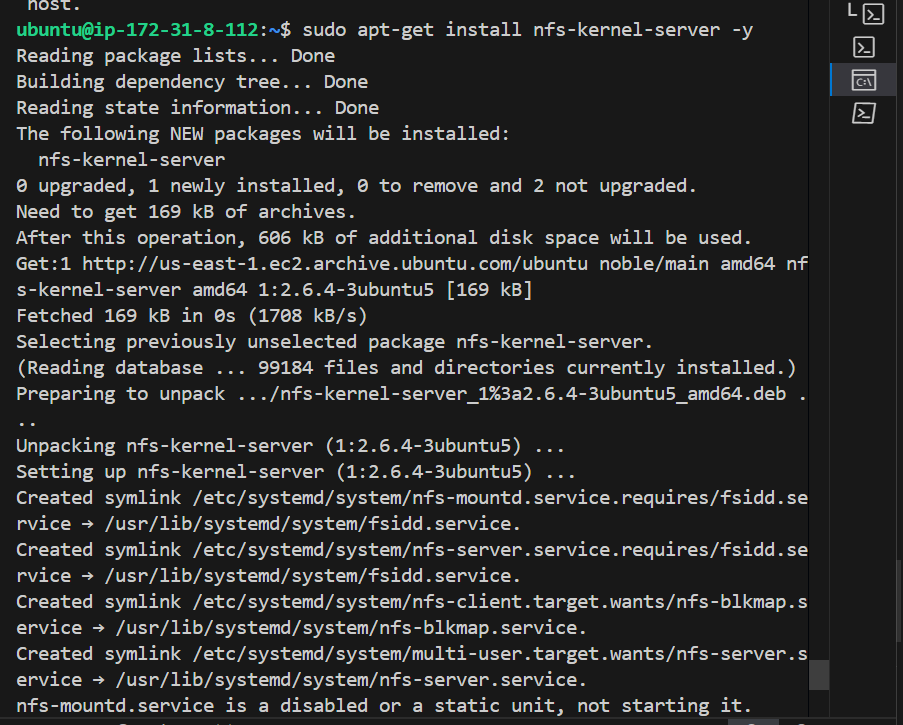 host.
ubuntu@ip-172-31-8-112:~$ sudo apt-get install nfs-kernel-server -y
Reading package lists... Done
Building dependency tree... Done
Reading state information... Done
The following NEW packages will be installed:
  nfs-kernel-server
0 upgraded, 1 newly installed, 0 to remove and 2 not upgraded.
Need to get 169 kB of archives.
After this operation, 606 kB of additional disk space will be used.
Get:1 http://us-east-1.ec2.archive.ubuntu.com/ubuntu noble/main amd64 nf
s-kernel-server amd64 1:2.6.4-3ubuntu5 [169 kB]
Fetched 169 kB in 0s (1708 kB/s)
Selecting previously unselected package nfs-kernel-server.
(Reading database ... 99184 files and directories currently installed.)
Preparing to unpack .../nfs-kernel-server_1%3a2.6.4-3ubuntu5_amd64.deb .
..
Unpacking nfs-kernel-server (1:2.6.4-3ubuntu5) ...
Setting up nfs-kernel-server (1:2.6.4-3ubuntu5) ...
Created symlink /etc/systemd/system/nfs-mountd.service.requires/fsidd.se
rvice → /usr/lib/systemd/system/fsidd.service.
Created symlink /etc/systemd/system/nfs-server.service.requires/fsidd.se
rvice → /usr/lib/systemd/system/fsidd.service.
Created symlink /etc/systemd/system/nfs-client.target.wants/nfs-blkmap.s
ervice → /usr/lib/systemd/system/nfs-blkmap.service.
Created symlink /etc/systemd/system/multi-user.target.wants/nfs-server.s
ervice → /usr/lib/systemd/system/nfs-server.service.
nfs-mountd.service is a disabled or a static unit, not starting it.